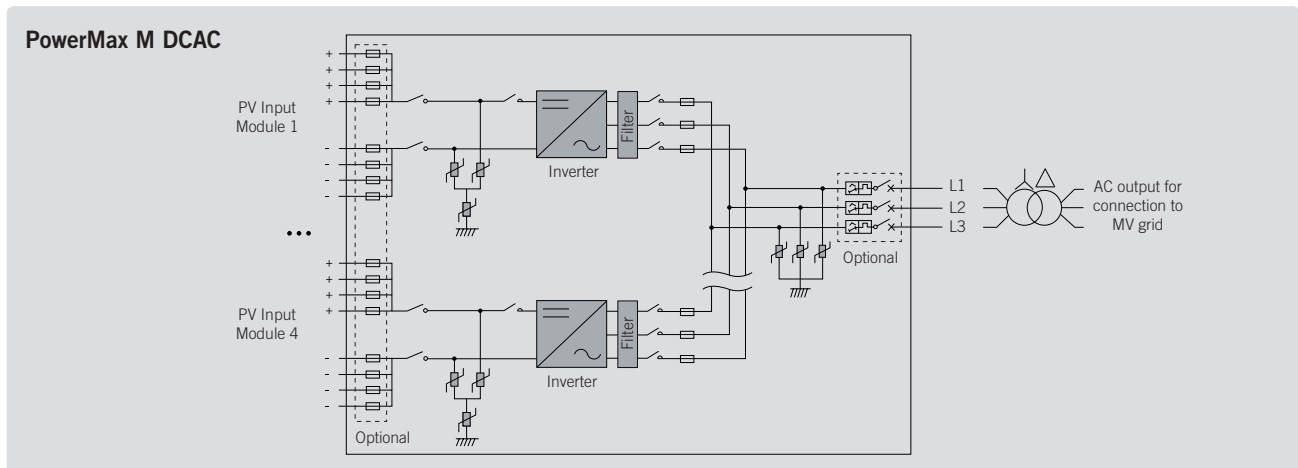 PowerMax M DCAC
+
+
+
+
PV Input
Module 1
-
-
-
-
Inverter
Filter
...
L1
L2
L3
AC output for
connection to
MV grid
Optional
+
+
+
+
PV Input
Module 4
-
-
-
-
Inverter
Filter
Optional